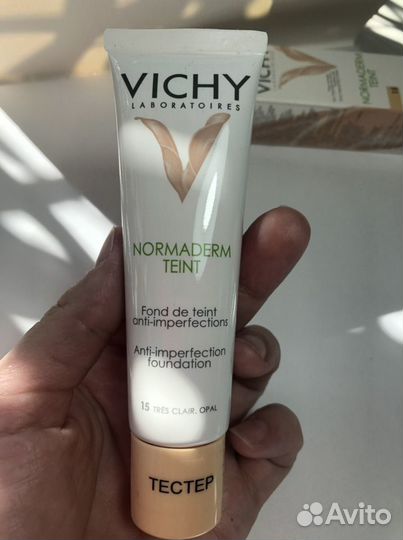 VICHY
LABORATOIRES
NORMADERM
TEINT
Fond de teint
anti-imperfections
Anti-imperfection
foundation
15 TRÈS CLAIR, OPAL
ТЕСТЕР
VICHY
NORMADERM
TEINT
Avito